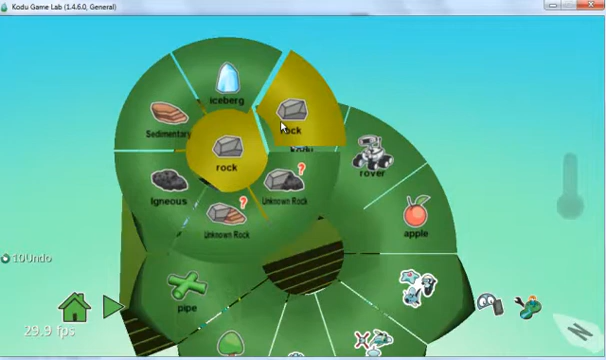 Kodu Game Lab (1.4.6.0, General)
iceberg
Sedimentary
rock
rock
Igneous
Unknown Rock
Unknown Rock
rover
apple
pipe
10Undo
29.9 fps
N